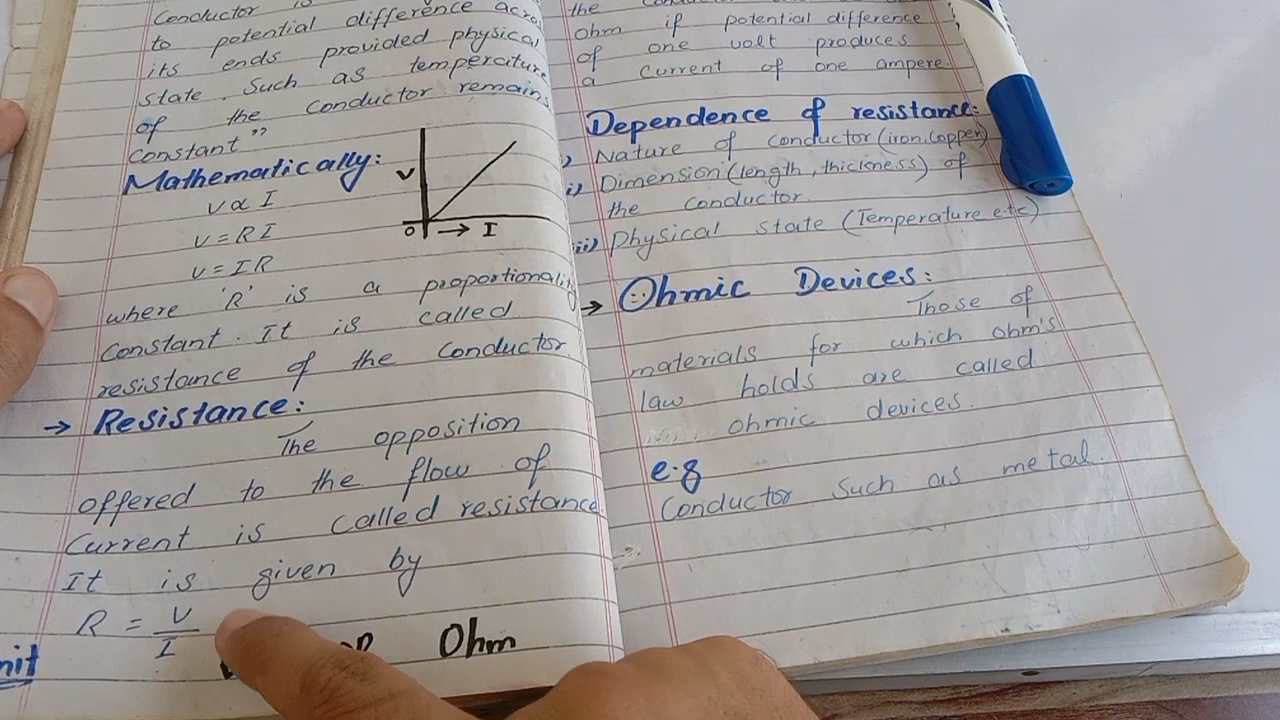 Conductor is
to potential difference
its ends provided physical
state. Such as temperature
of the conductor remains
constant"
Mathematically:
V ∝ I
V = RI
V = IR
V
O → I
where 'R' is a proportionality
Constant. It is called
resistance of the conductor.
→ Resistance:
The opposition
offered to the flow of
Current is called resistance.
It is given by
R = V/I
Ohm
the
ohm if potential difference
of one volt produces
a current of one ampere.
Dependence of resistance:
i) Nature of conductor (iron, Copper)
ii) Dimension (length, thickness) of
the conductor.
iii) Physical state (Temperature etc)
→ Ohmic Devices:
Those of
materials for which ohm's
law holds are called
ohmic devices.
e.g
Conductor such as metal.